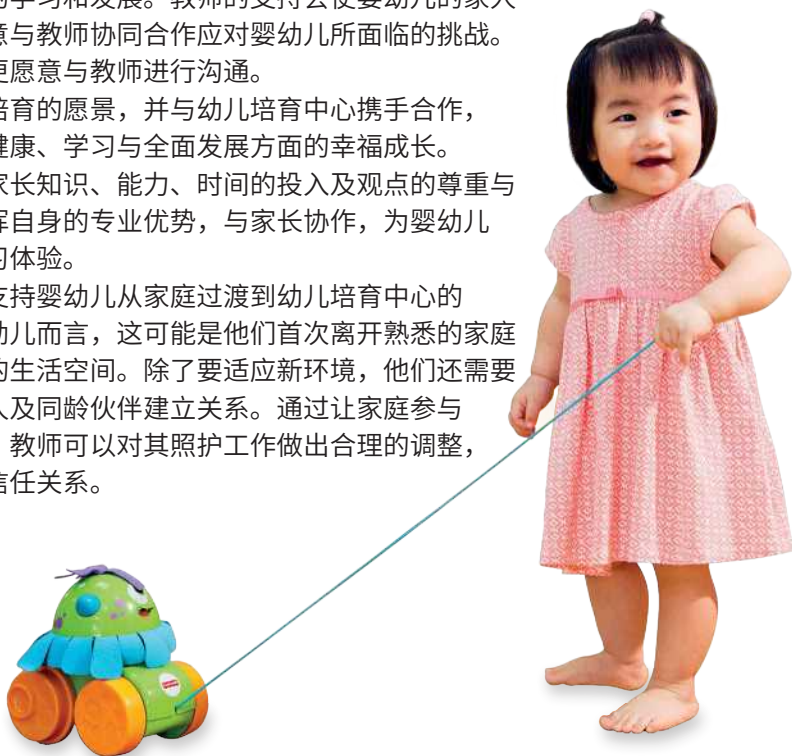 的学习和发展。教师的支持会使婴幼儿的家人
意与教师协同合作应对婴幼儿所面临的挑战。
更愿意与教师进行沟通。
培育的愿景，并与幼儿培育中心携手合作，
健康、学习与全面发展方面的幸福成长。
家长知识、能力、时间的投入及观点的尊重与
挥自身的专业优势，与家长协作，为婴幼儿
习体验。
支持婴幼儿从家庭过渡到幼儿培育中心的
幼儿而言，这可能是他们首次离开熟悉的家庭
的生活空间。除了要适应新环境，他们还需要
人及同龄伙伴建立关系。通过让家庭参与
教师可以对其照护工作做出合理的调整，
信任关系。